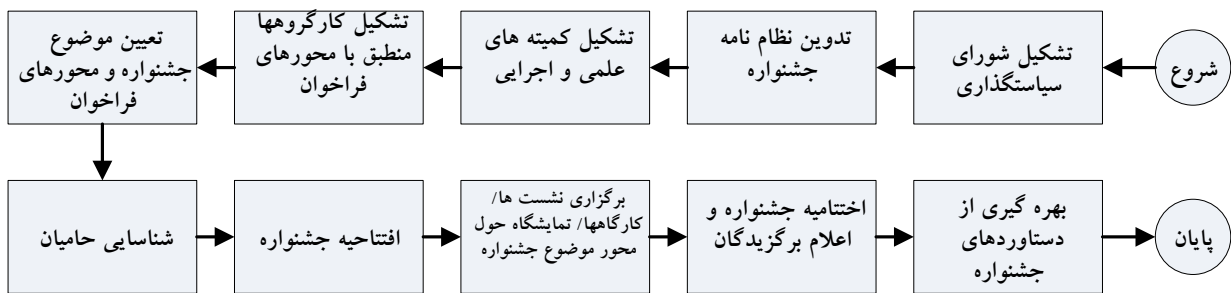 شروع
تشکیل شورای
سیاستگذاری
تدوین نظام نامه
جشنواره
تشکیل کمیته های
علمی و اجرایی
تشکیل کارگروهها
منطبق با محورهای
فراخوان
تعیین موضوع
جشنواره و محورهای
فراخوان
شناسایی حامیان
افتتاحیه جشنواره
برگزاری نشست ها/
کارگاهها/ نمایشگاه حول
محور موضوع جشنواره
اختتامیه جشنواره و
اعلام برگزیدگان
بهره گیری از
دستاوردهای
جشنواره
پایان